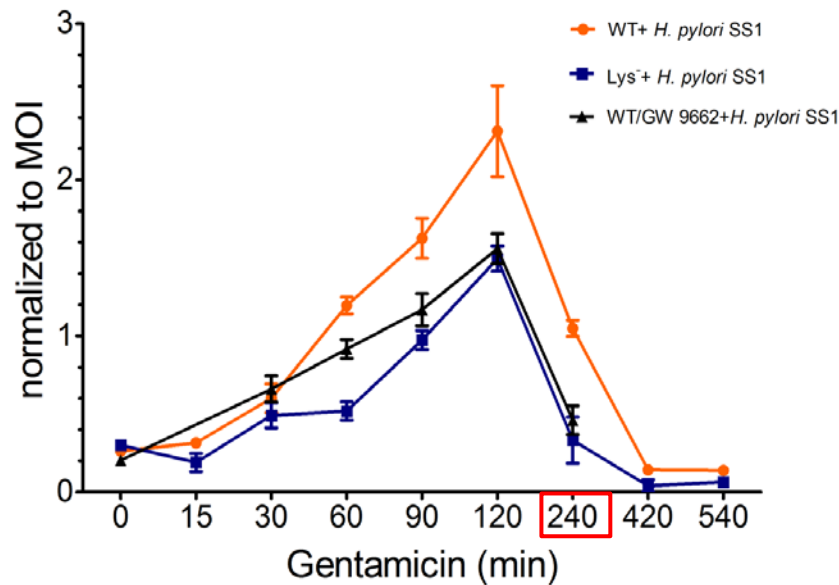 3
2
1
0
normalized to MOI
WT+ H. pylori SS1
Lys⁻+ H. pylori SS1
WT/GW 9662+H. pylori SS1
0 15 30 60 90 120 240 420 540
Gentamicin (min)